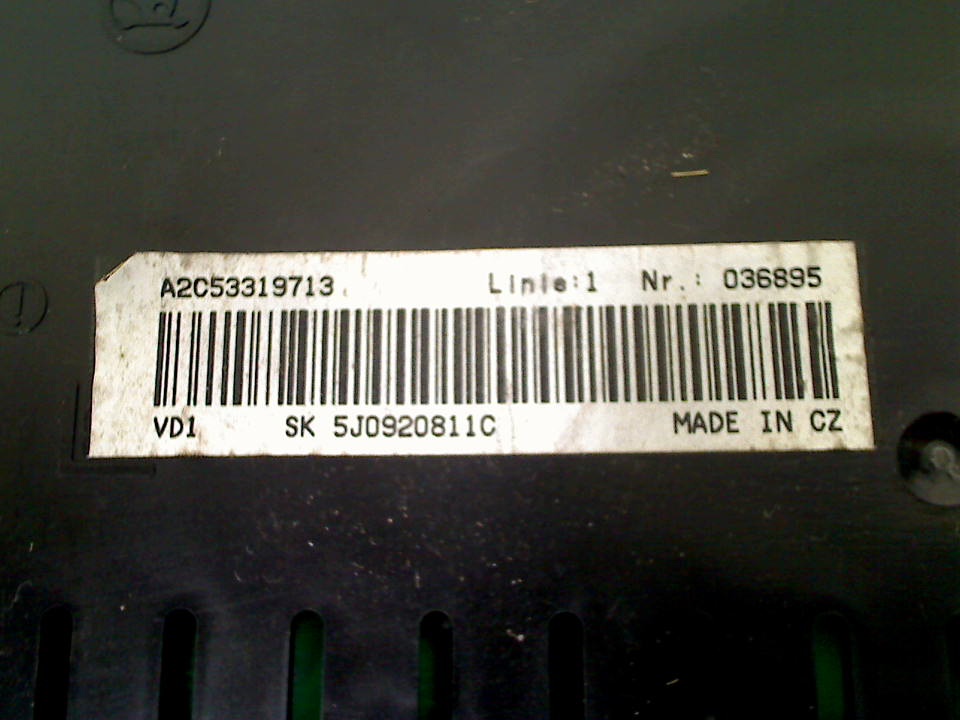 A2C53319713 Linie:1 Nr.: 036895
VD1 SK 5J0920811C MADE IN CZ